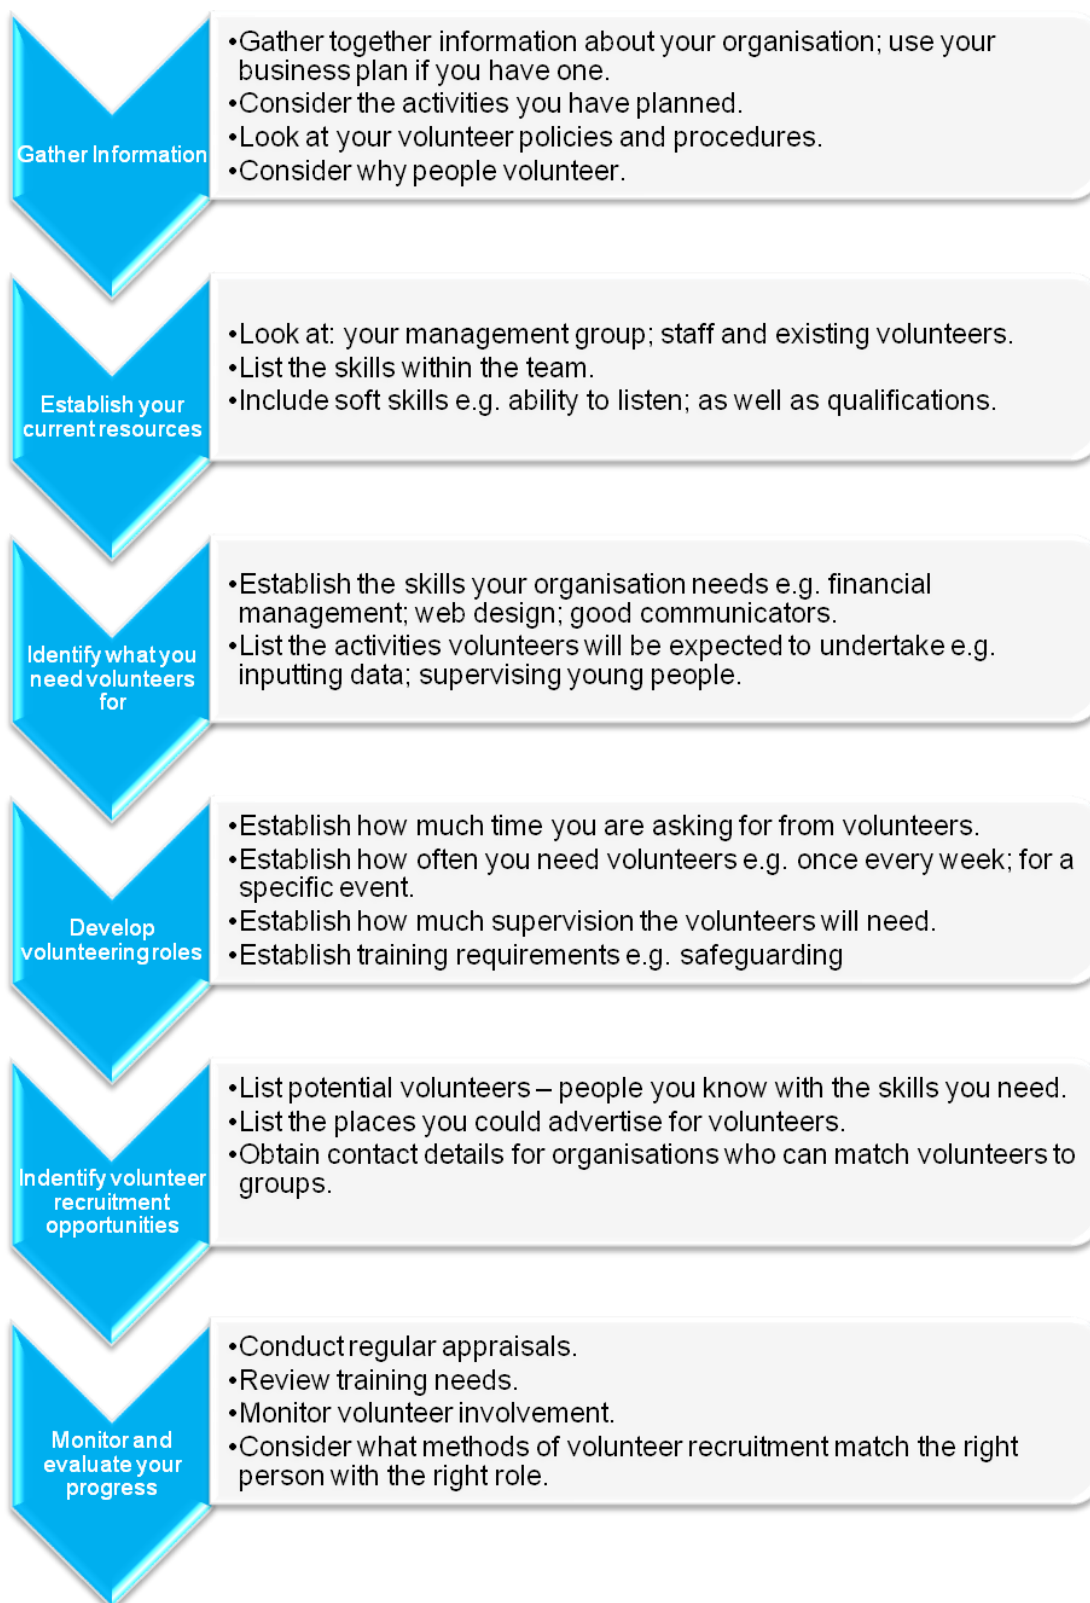 Gather Information
•Gather together information about your organisation; use your
business plan if you have one.
•Consider the activities you have planned.
•Look at your volunteer policies and procedures.
•Consider why people volunteer.
Establish your
current resources
•Look at: your management group; staff and existing volunteers.
•List the skills within the team.
•Include soft skills e.g. ability to listen; as well as qualifications.
Identify what you
need volunteers
for
•Establish the skills your organisation needs e.g. financial
management; web design; good communicators.
•List the activities volunteers will be expected to undertake e.g.
inputting data; supervising young people.
Develop
volunteering roles
•Establish how much time you are asking for from volunteers.
•Establish how often you need volunteers e.g. once every week; for a
specific event.
•Establish how much supervision the volunteers will need.
•Establish training requirements e.g. safeguarding
Indentify volunteer
recruitment
opportunities
•List potential volunteers – people you know with the skills you need.
•List the places you could advertise for volunteers.
•Obtain contact details for organisations who can match volunteers to
groups.
Monitor and
evaluate your
progress
•Conduct regular appraisals.
•Review training needs.
•Monitor volunteer involvement.
•Consider what methods of volunteer recruitment match the right
person with the right role.